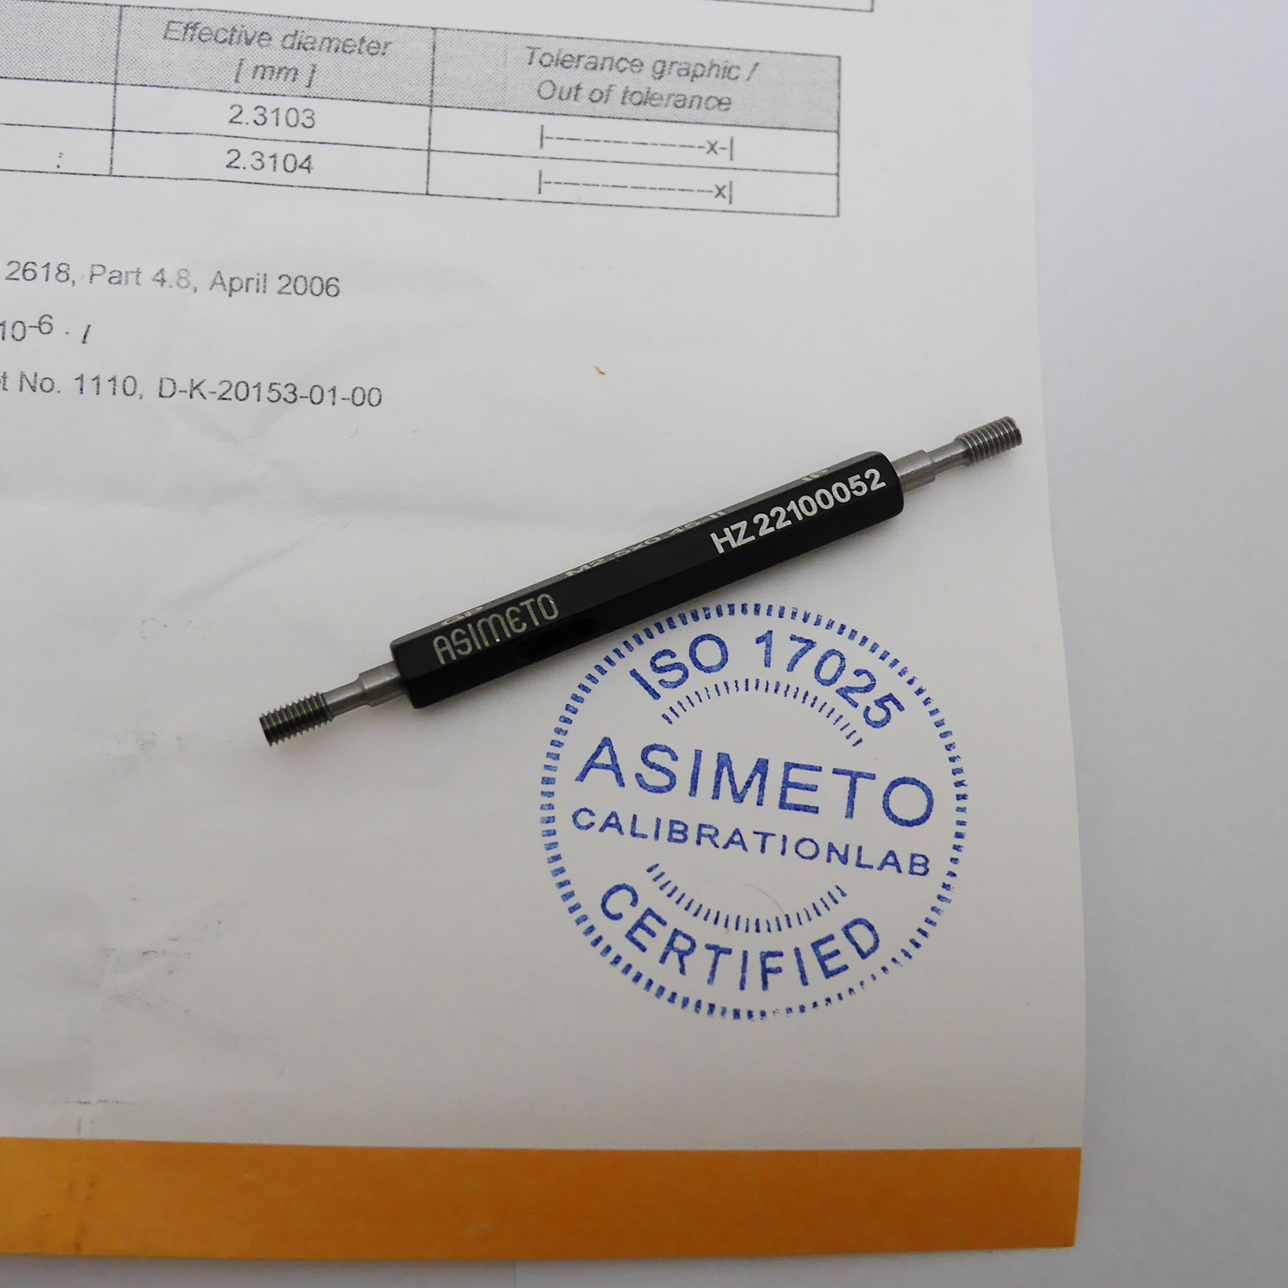 Effective diameter
[ mm ]
Tolerance graphic /
Out of tolerance
2.3103
|----------------x-|
2.3104
|-----------------x|
2618, Part 4.8, April 2006
10-6 · l
t No. 1110, D-K-20153-01-00
HZ 22100052
ASIMETO
ISO 17025
ASIMETO
CALIBRATIONLAB
CERTIFIED